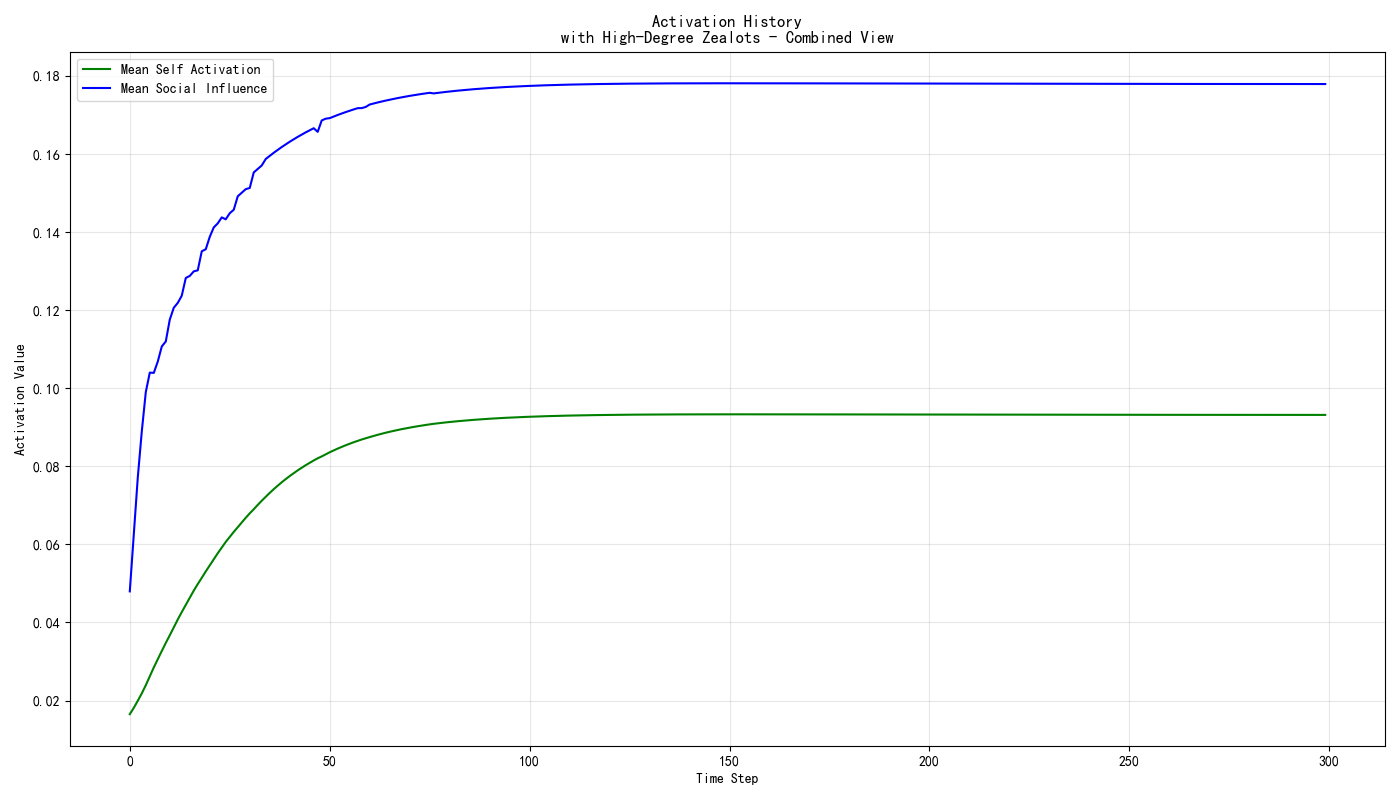 Activation History
with High-Degree Zealots - Combined View
Mean Self Activation
Mean Social Influence
Activation Value
0.18
0.16
0.14
0.12
0.10
0.08
0.06
0.04
0.02
0
50
100
150
200
250
300
Time Step